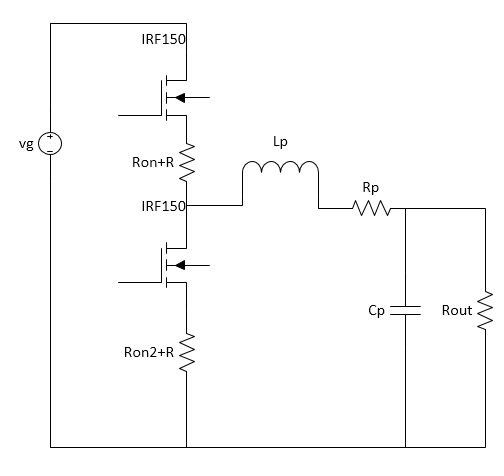 IRF150
vg
+
−
Ron+R
Lp
Rp
IRF150
Cp
Rout
Ron2+R